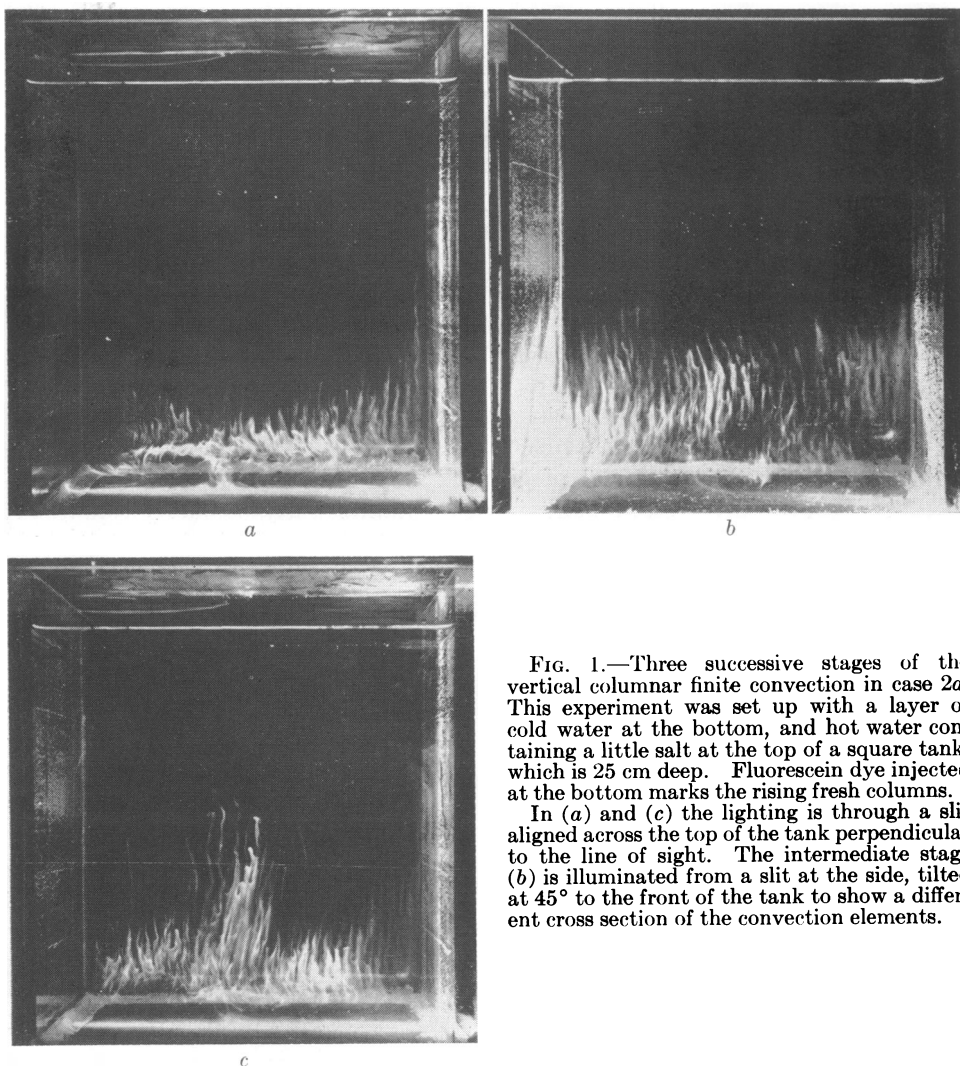 a
b
c
FIG. 1.—Three successive stages of th
vertical columnar finite convection in case 2a
This experiment was set up with a layer o
cold water at the bottom, and hot water con
taining a little salt at the top of a square tank
which is 25 cm deep. Fluorescein dye injecte
at the bottom marks the rising fresh columns.
In (a) and (c) the lighting is through a sli
aligned across the top of the tank perpendicula
to the line of sight. The intermediate stag
(b) is illuminated from a slit at the side, tilte
at 45° to the front of the tank to show a differ
ent cross section of the convection elements.